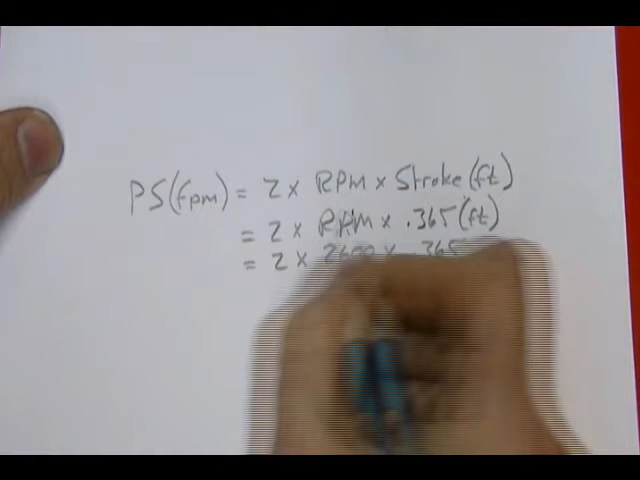 PS(fpm) = 2 × RPM × Stroke(ft)
= 2 × RPM × .365(ft)
= 2 × 2600 × .365